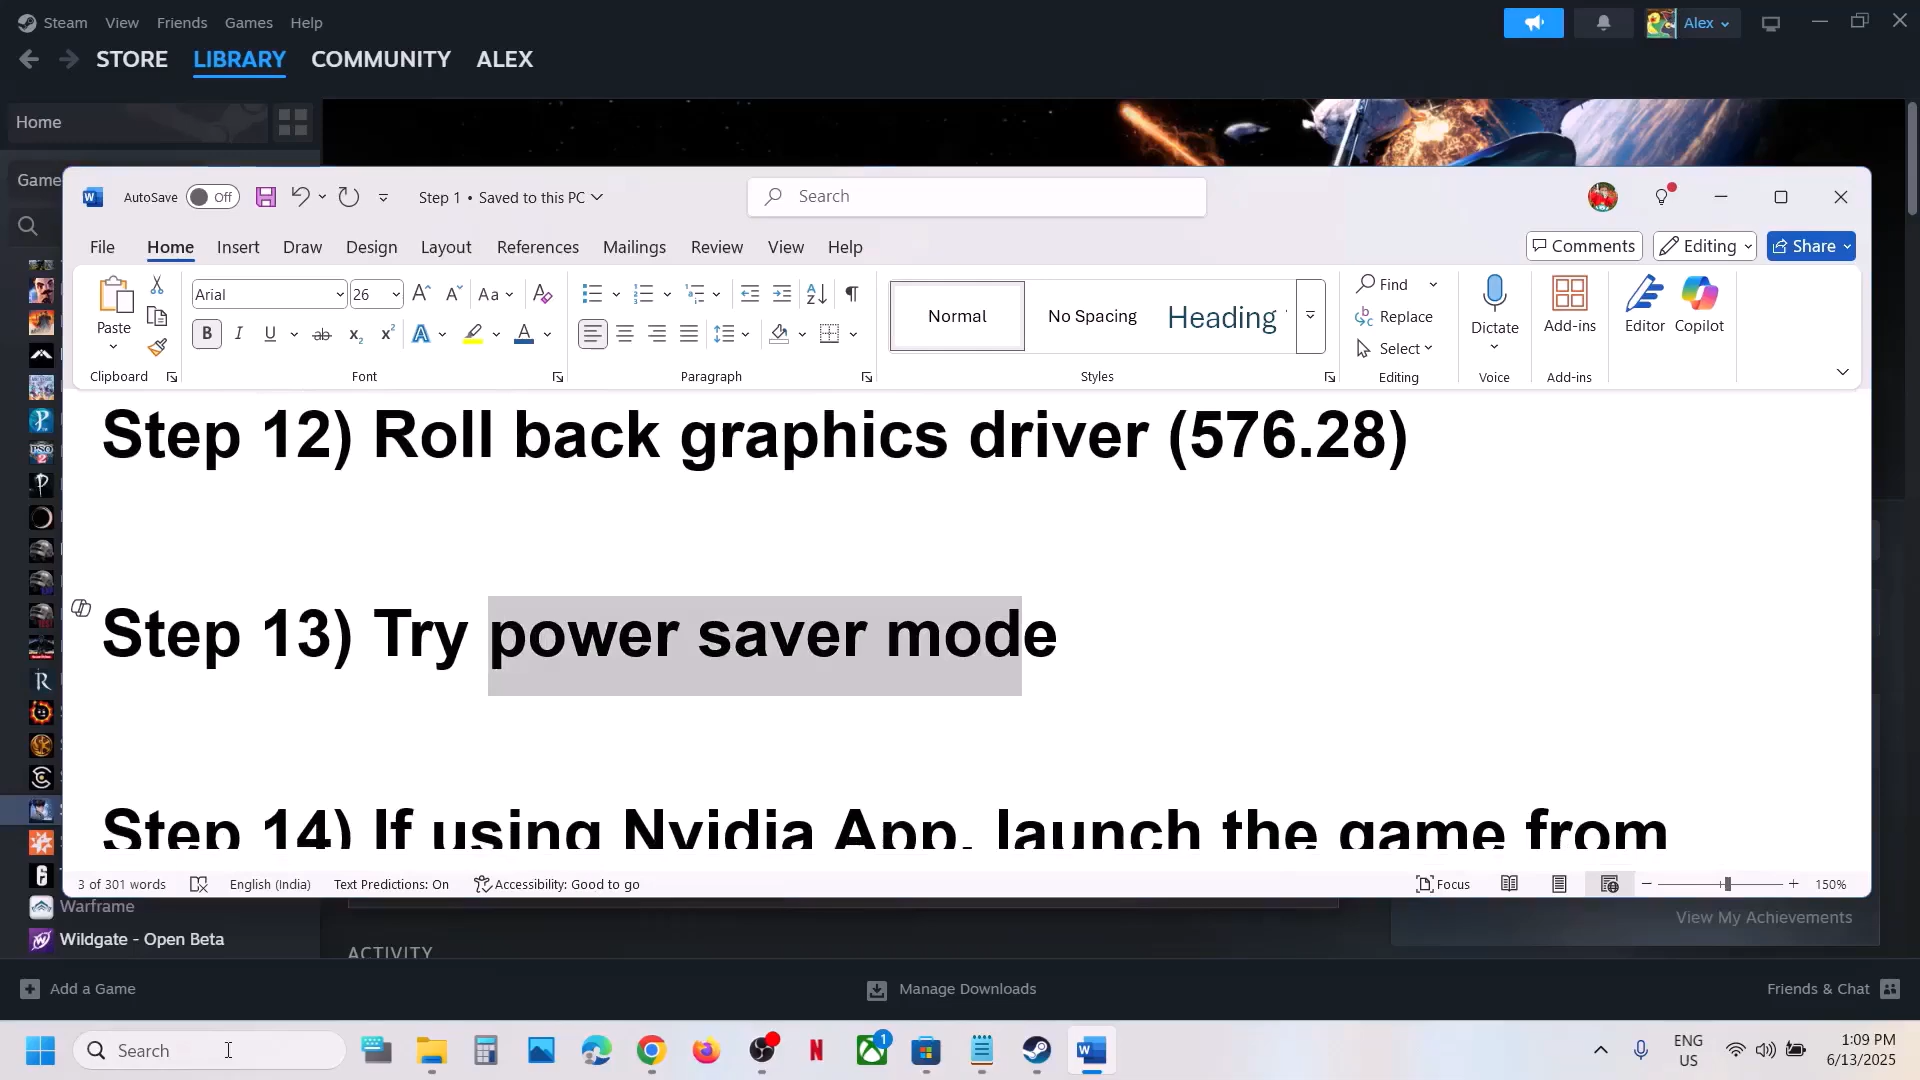 Steam View Friends Games Help
Alex
STORE LIBRARY COMMUNITY ALEX
Home
AutoSave Off Step 1 • Saved to this PC
Search
File Home Insert Draw Design Layout References Mailings Review View Help
Comments Editing Share
Paste
Clipboard
Arial 26
Font
Paragraph
Normal No Spacing Heading
Styles
Find
Replace
Select
Editing
Dictate
Voice
Add-ins
Add-ins
Editor Copilot
Step 12) Roll back graphics driver (576.28)
Step 13) Try power saver mode
Step 14) If using Nvidia App, launch the game from
3 of 301 words English (India) Text Predictions: On Accessibility: Good to go Focus 150%
Warframe
Wildgate - Open Beta
ACTIVITY
View My Achievements
Add a Game Manage Downloads Friends & Chat
Search
1
ENG
US
1:09 PM
6/13/2025